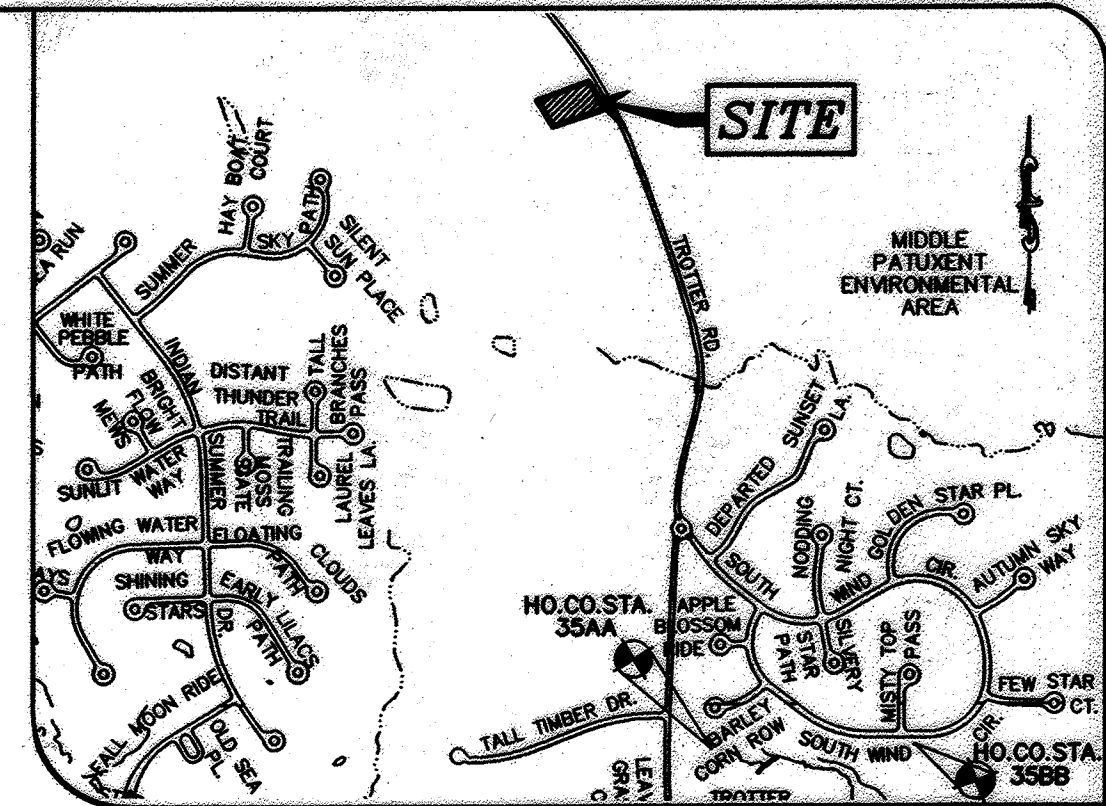 SITE
MIDDLE
PATUXENT
ENVIRONMENTAL
AREA
TROTTER RD.
HAY BOAT
COURT
SUMMER
SKY
PATH
SILENT
SUN PLACE
WHITE
PEBBLE
PATH
INDIAN
SUMMER
DR.
DISTANT
THUNDER
TRAIL
TALL
BRANCHES
PASS
BRIGHT
FLOW
MEWS
SUNLIT WATER
WAY
TRAILING
MOSS
GATE
LAUREL
LEAVES LA.
FLOWING WATER
WAY
FLOATING
CLOUDS
PATH
SHINING
STARS
EARLY LILACS
PATH
FALL MOON RIDE
OLD SEA
PL.
DEPARTED SUNSET
LA.
NODDING
NIGHT CT.
GOLDEN STAR PL.
SOUTH
WIND
CIR.
AUTUMN SKY
WAY
HO.CO.STA.
35AA
APPLE
BLOSSOM
RIDE
SILVERY
STAR
PATH
MISTY TOP
PASS
FEW STAR
CT.
TALL TIMBER DR.
BARLEY
CORN ROW
SOUTH WIND
CIR.
HO.CO.STA.
35BB
TROTTER